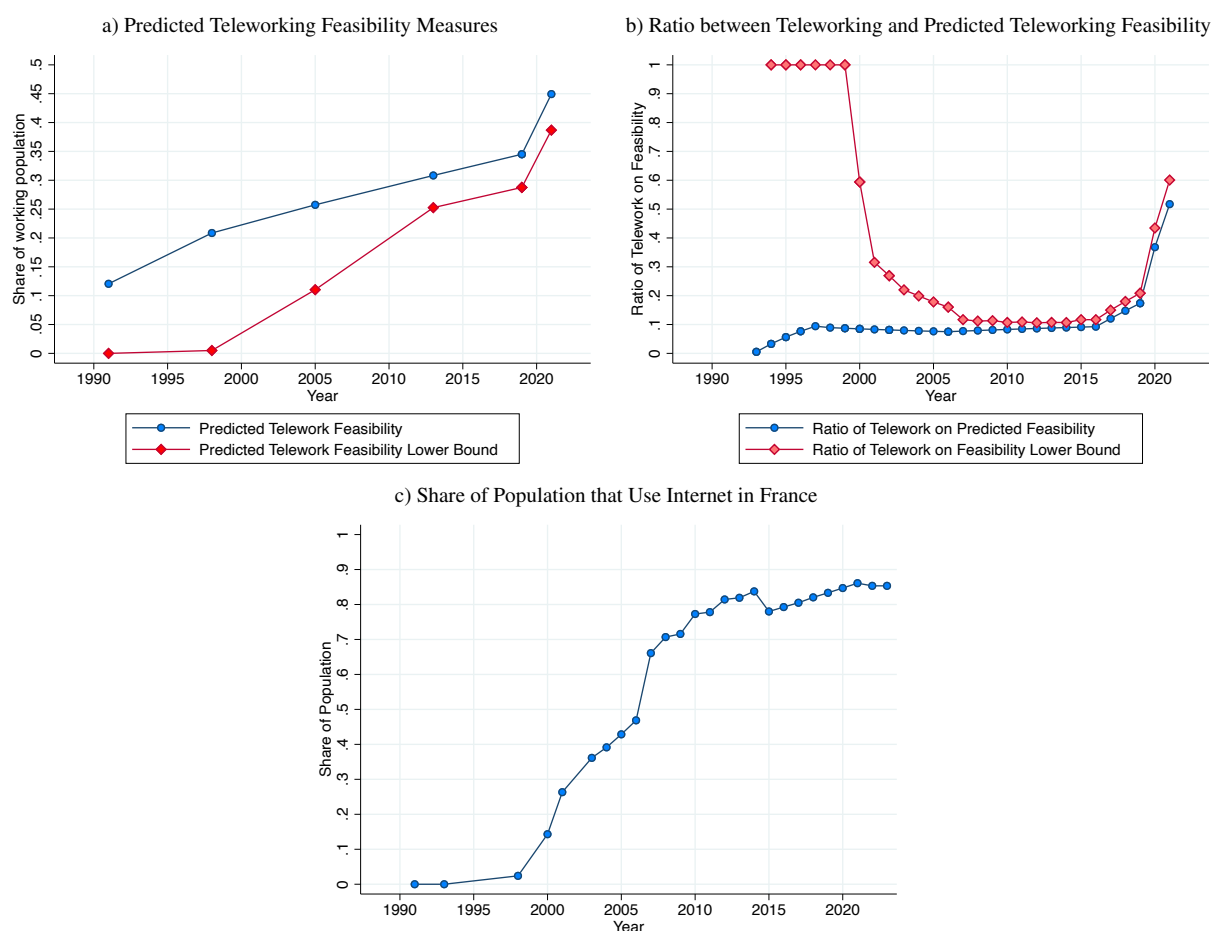 a) Predicted Teleworking Feasibility Measures
Share of working population
0 .05 .1 .15 .2 .25 .3 .35 .4 .45 .5
1990 1995 2000 2005 2010 2015 2020
Year
Predicted Telework Feasibility
Predicted Telework Feasibility Lower Bound
b) Ratio between Teleworking and Predicted Teleworking Feasibility
Ratio of Telework on Feasibility
0 .1 .2 .3 .4 .5 .6 .7 .8 .9 1
1990 1995 2000 2005 2010 2015 2020
Year
Ratio of Telework on Predicted Feasibility
Ratio of Telework on Feasibility Lower Bound
c) Share of Population that Use Internet in France
Share of Population
0 .1 .2 .3 .4 .5 .6 .7 .8 .9 1
1990 1995 2000 2005 2010 2015 2020
Year